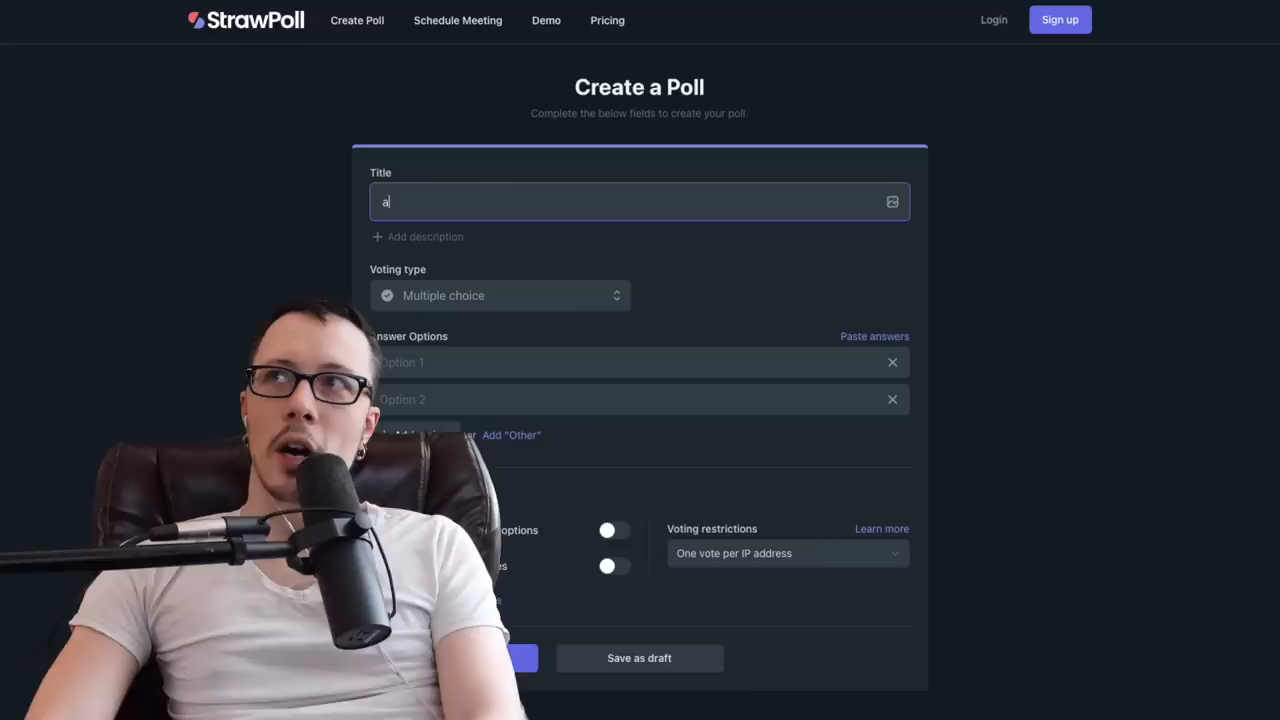 StrawPoll Create Poll Schedule Meeting Demo Pricing Login Sign up
Create a Poll
Complete the below fields to create your poll.
Title
a
Add description
Voting type
Multiple choice
nswer Options Paste answers
Option 1
Option 2
Add "Other"
options Voting restrictions Learn more
One vote per IP address
Save as draft